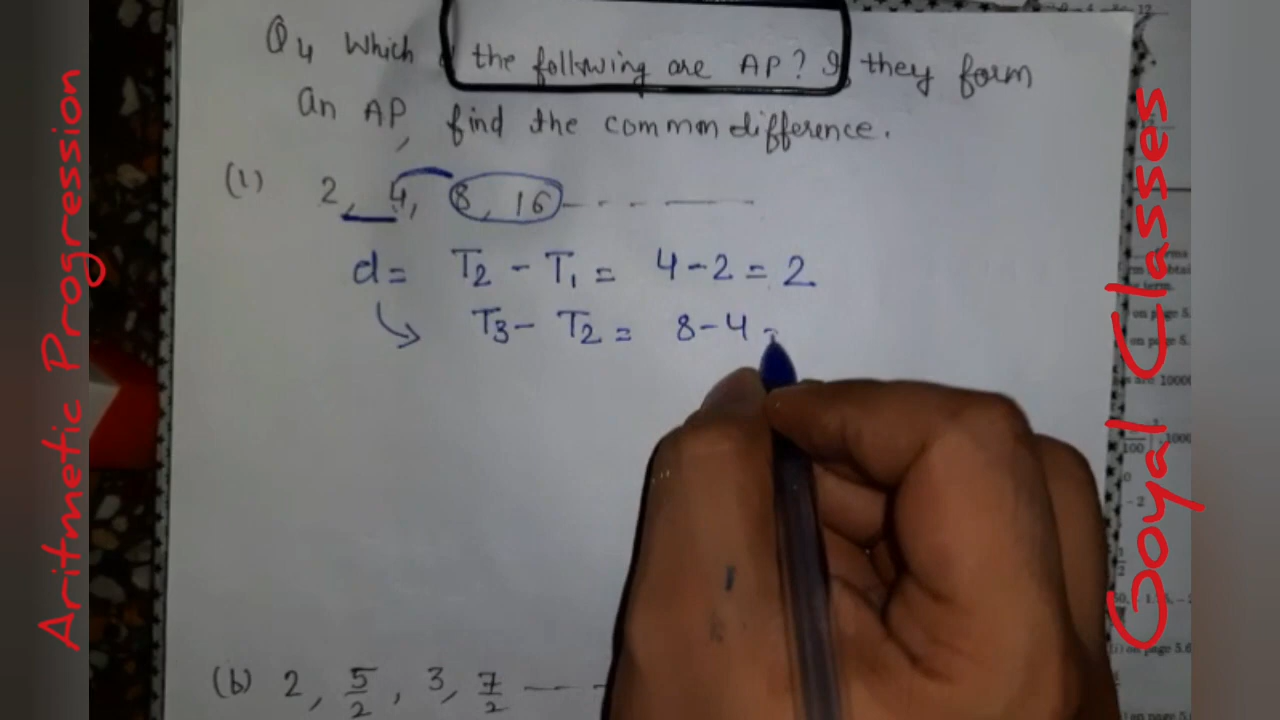 Q4 Which the following are AP? If they form
an AP, find the common difference.
(1) 2, 4, 8, 16 - - - - -
d = T2 - T1 = 4-2 = 2
T3 - T2 = 8-4 =
(b) 2, 5/2, 3, 7/2 - - -
Aritmetic Progression
Goyal Classes